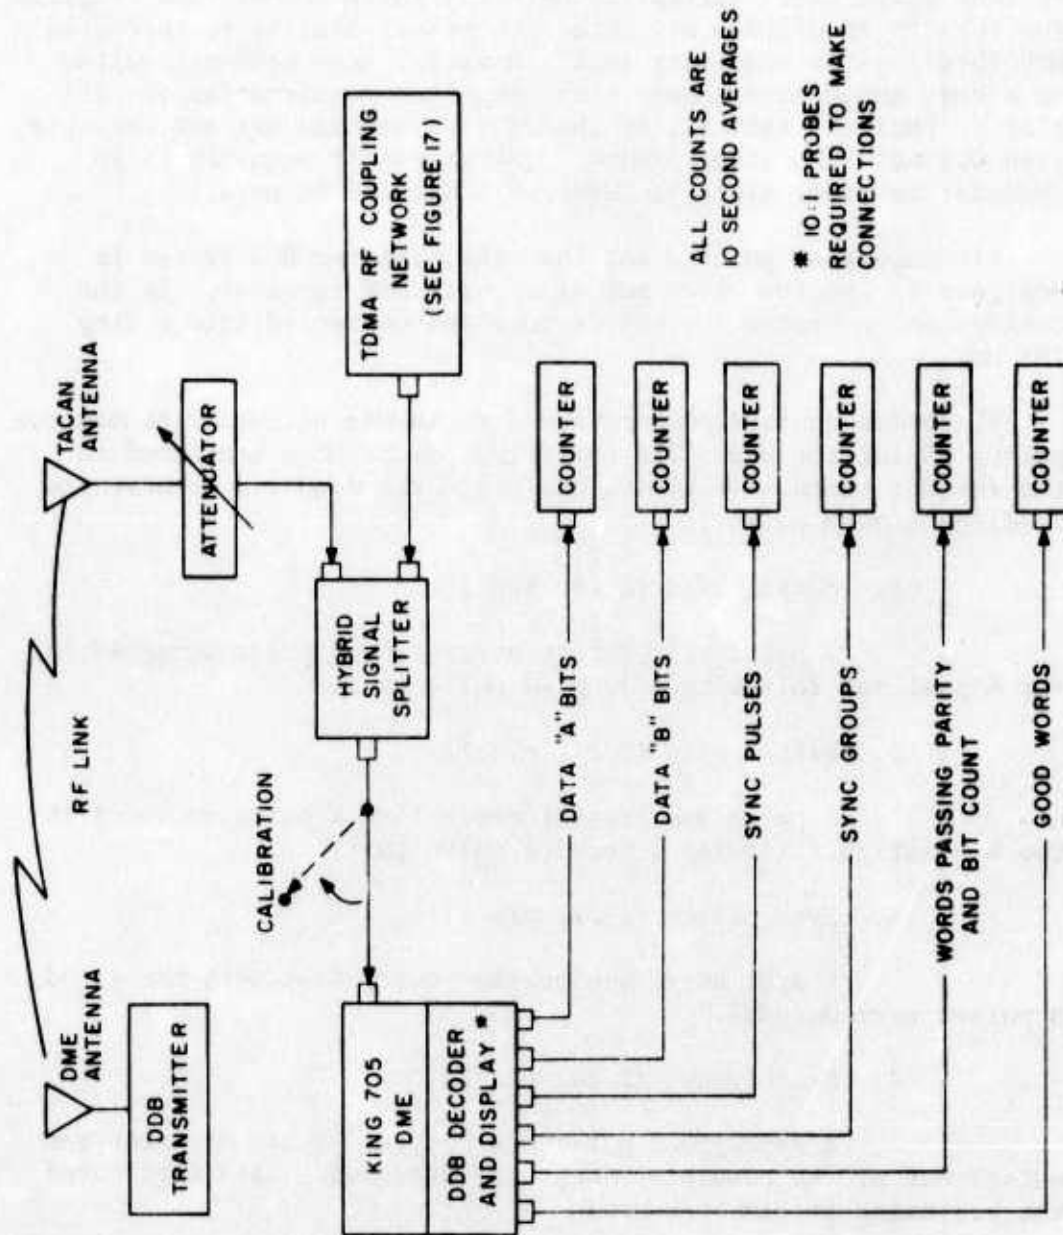 DME
ANTENNA
RF LINK
TACAN
ANTENNA
DDB
TRANSMITTER
ATTENUATOR
CALIBRATION
HYBRID
SIGNAL
SPLITTER
TDMA RF COUPLING
NETWORK
(SEE FIGURE 17)
KING 705
DME
DDB DECODER
AND DISPLAY *
DATA "A" BITS
COUNTER
DATA "B" BITS
COUNTER
SYNC PULSES
COUNTER
SYNC GROUPS
COUNTER
WORDS PASSING PARITY
AND BIT COUNT
COUNTER
GOOD WORDS
COUNTER
ALL COUNTS ARE
10 SECOND AVERAGES
* 10:1 PROBES
REQUIRED TO MAKE
CONNECTIONS